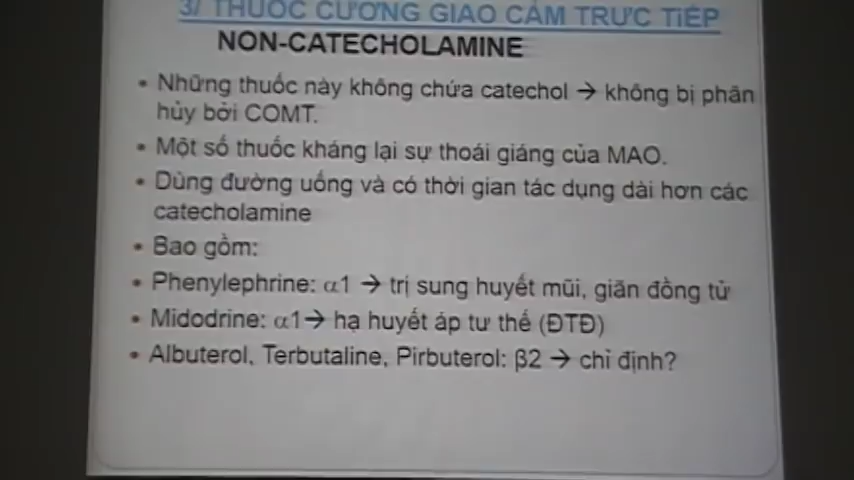 3/ THUỐC CƯỜNG GIAO CẢM TRỰC TIẾP
NON-CATECHOLAMINE
• Những thuốc này không chứa catechol → không bị phân
hủy bởi COMT.
• Một số thuốc kháng lại sự thoái giáng của MAO.
• Dùng đường uống và có thời gian tác dụng dài hơn các
catecholamine
• Bao gồm:
• Phenylephrine: α1 → trị sung huyết mũi, giãn đồng tử
• Midodrine: α1→ hạ huyết áp tư thế (ĐTĐ)
• Albuterol, Terbutaline, Pirbuterol: β2 → chỉ định?